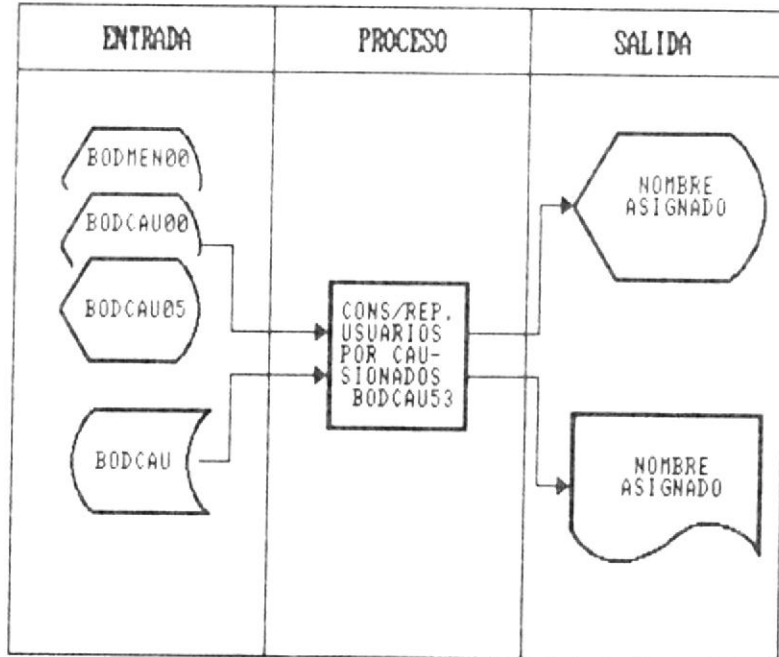 ENTRADA
PROCESO
SALIDA
BODMEN00
BODCAU00
BODCAU05
BODCAU
CONS/REP.
USUARIOS
POR CAU-
SIONADOS
BODCAU53
NOMBRE
ASIGNADO
NOMBRE
ASIGNADO